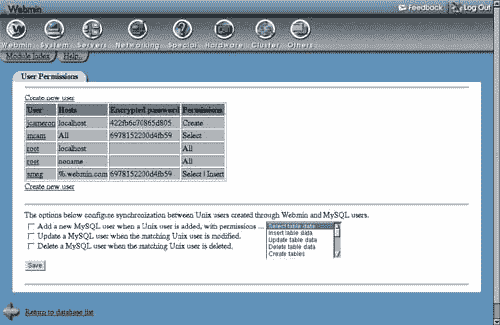 Webmin
Feedback Log Out
Webmin System Servers Networking Special Hardware Cluster Others
Module Index Help..
User Permissions
Create new user
User Hosts Encrypted password Permissions
jcameron localhost 422fb6c70865d805 Create
mcam All 6978152200d4fb59 Select
root localhost All
root noname All
smeg %.webmin.com 6978152200d4fb59 Select | Insert
Create new user
The options below configure synchronization between Unix users created through Webmin and MySQL users.
Add a new MySQL user when a Unix user is added, with permissions ...
Select table data
Insert table data
Update table data
Delete table data
Create tables
Update a MySQL user when the matching Unix user is modified.
Delete a MySQL user when the matching Unix user is deleted.
Save
Return to database list